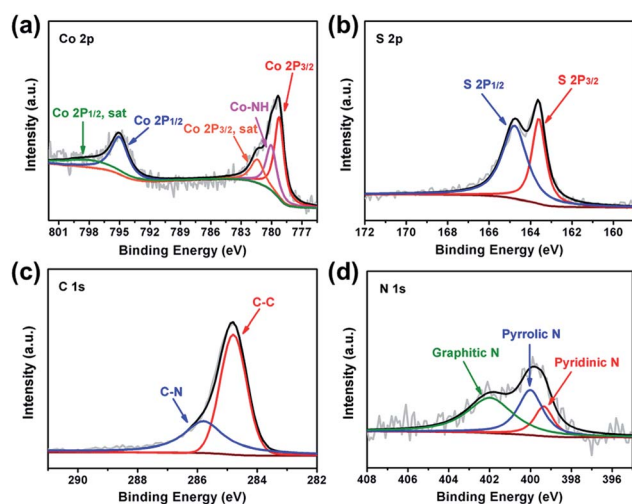 (a)
Co 2p
Co 2P3/2
Co-NH
Co 2P1/2, sat
Co 2P1/2
Co 2P3/2, sat
Intensity (a.u.)
801 798 795 792 789 786 783 780 777
Binding Energy (eV)
(b)
S 2p
S 2P1/2
S 2P3/2
Intensity (a.u.)
172 170 168 166 164 162 160
Binding Energy (eV)
(c)
C 1s
C-C
C-N
Intensity (a.u.)
290 288 286 284 282
Binding Energy (eV)
(d)
N 1s
Pyrrolic N
Graphitic N
Pyridinic N
Intensity (a.u.)
408 406 404 402 400 398 396
Binding Energy (eV)